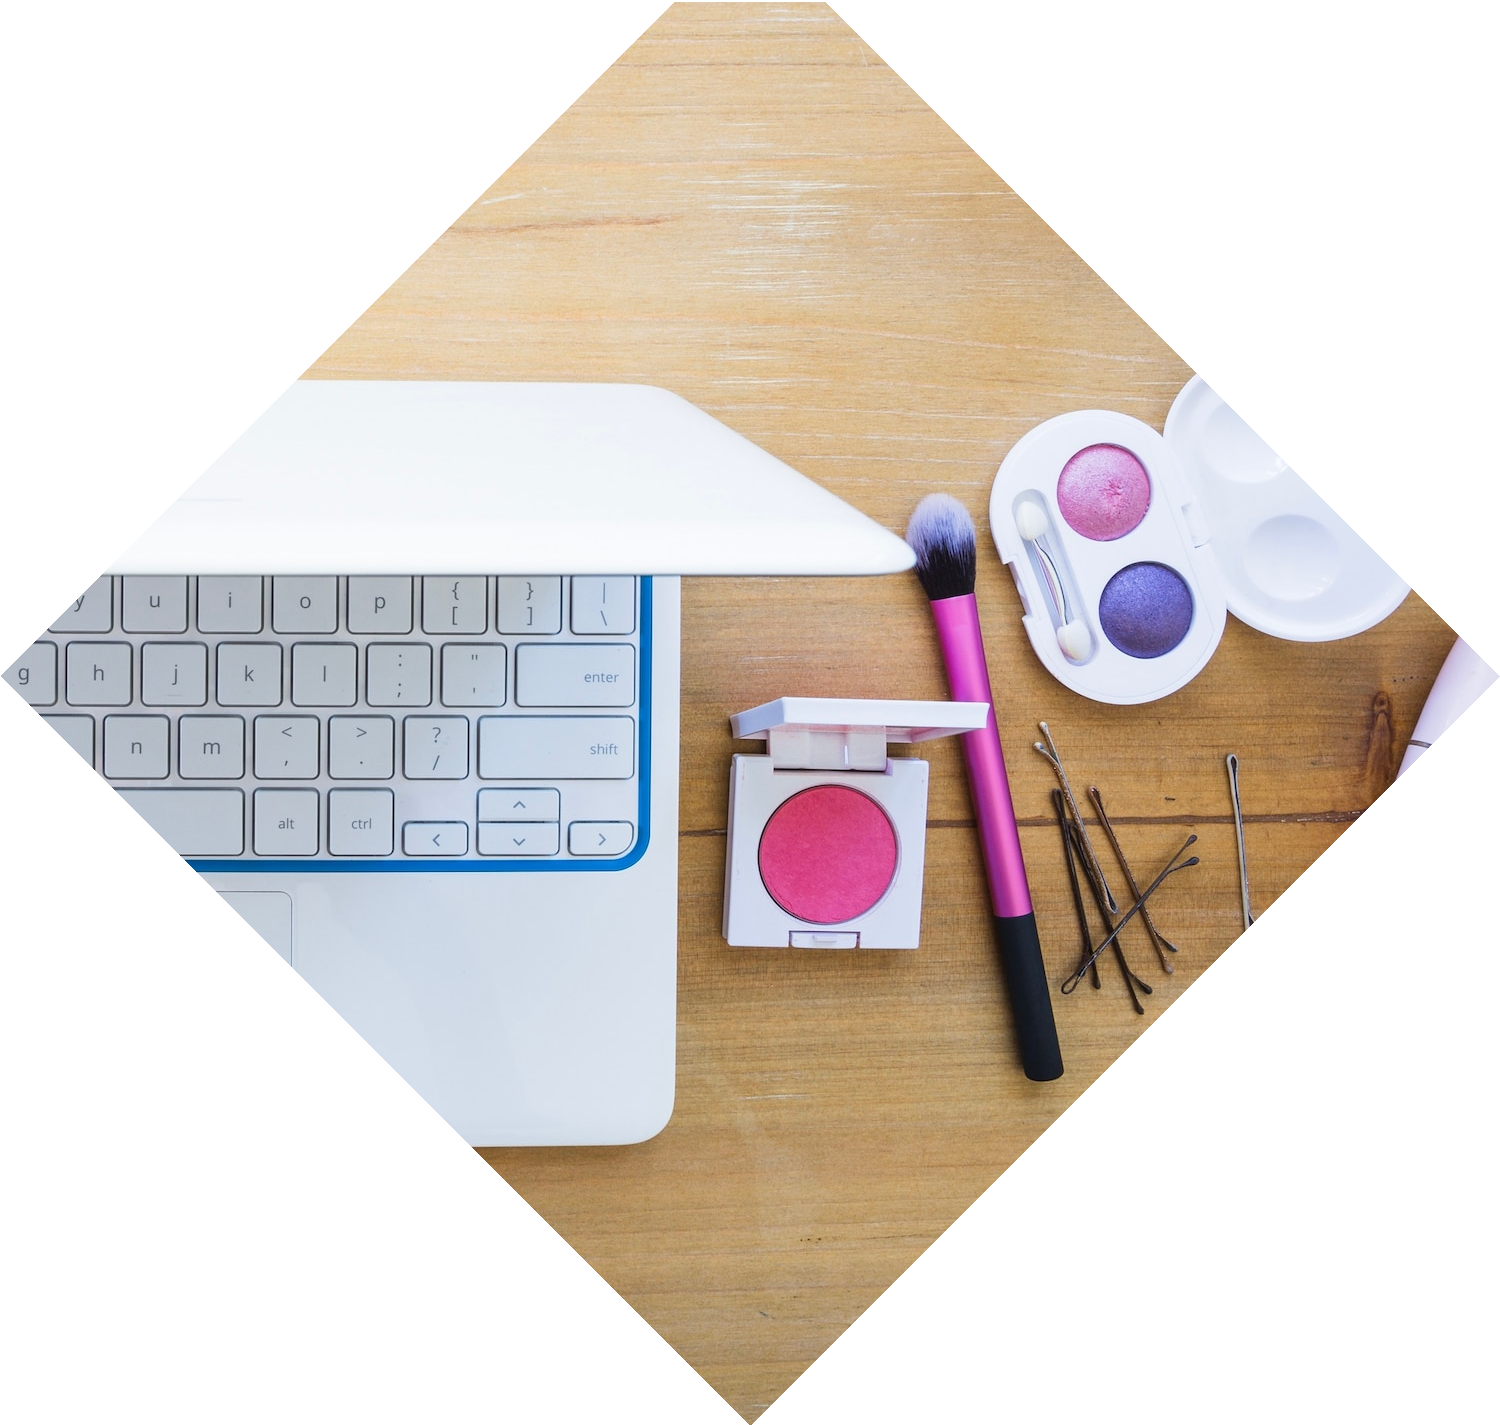 y u i o p { [ } ] | \
g h j k l : ; " ' enter
n m < , > . ? / shift
alt ctrl